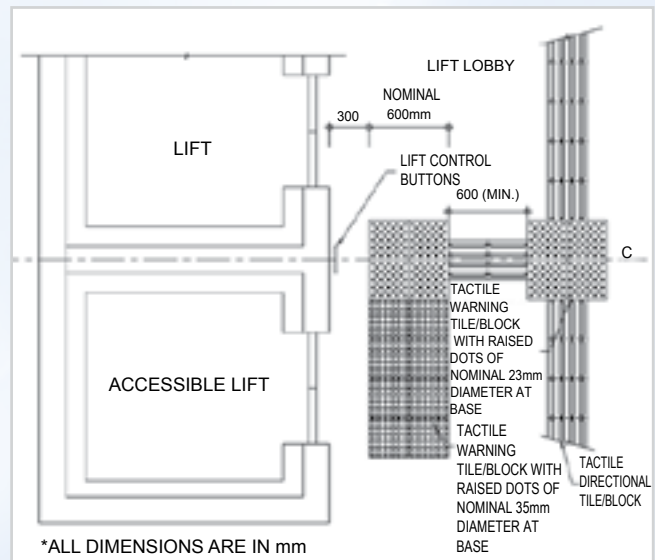 LIFT LOBBY
NOMINAL
600mm
300
LIFT
LIFT CONTROL
BUTTONS
600 (MIN.)
C
TACTILE
WARNING
TILE/BLOCK
WITH RAISED
DOTS OF
NOMINAL 23mm
DIAMETER AT
BASE
ACCESSIBLE LIFT
TACTILE
WARNING
TILE/BLOCK WITH
RAISED DOTS OF
NOMINAL 35mm
DIAMETER AT
BASE
TACTILE
DIRECTIONAL
TILE/BLOCK
*ALL DIMENSIONS ARE IN mm